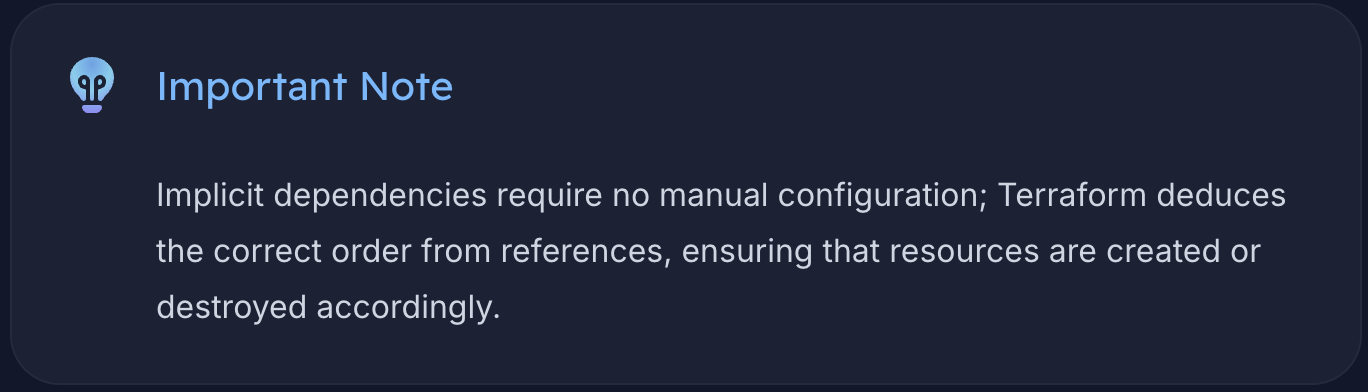 Important Note
Implicit dependencies require no manual configuration; Terraform deduces
the correct order from references, ensuring that resources are created or
destroyed accordingly.